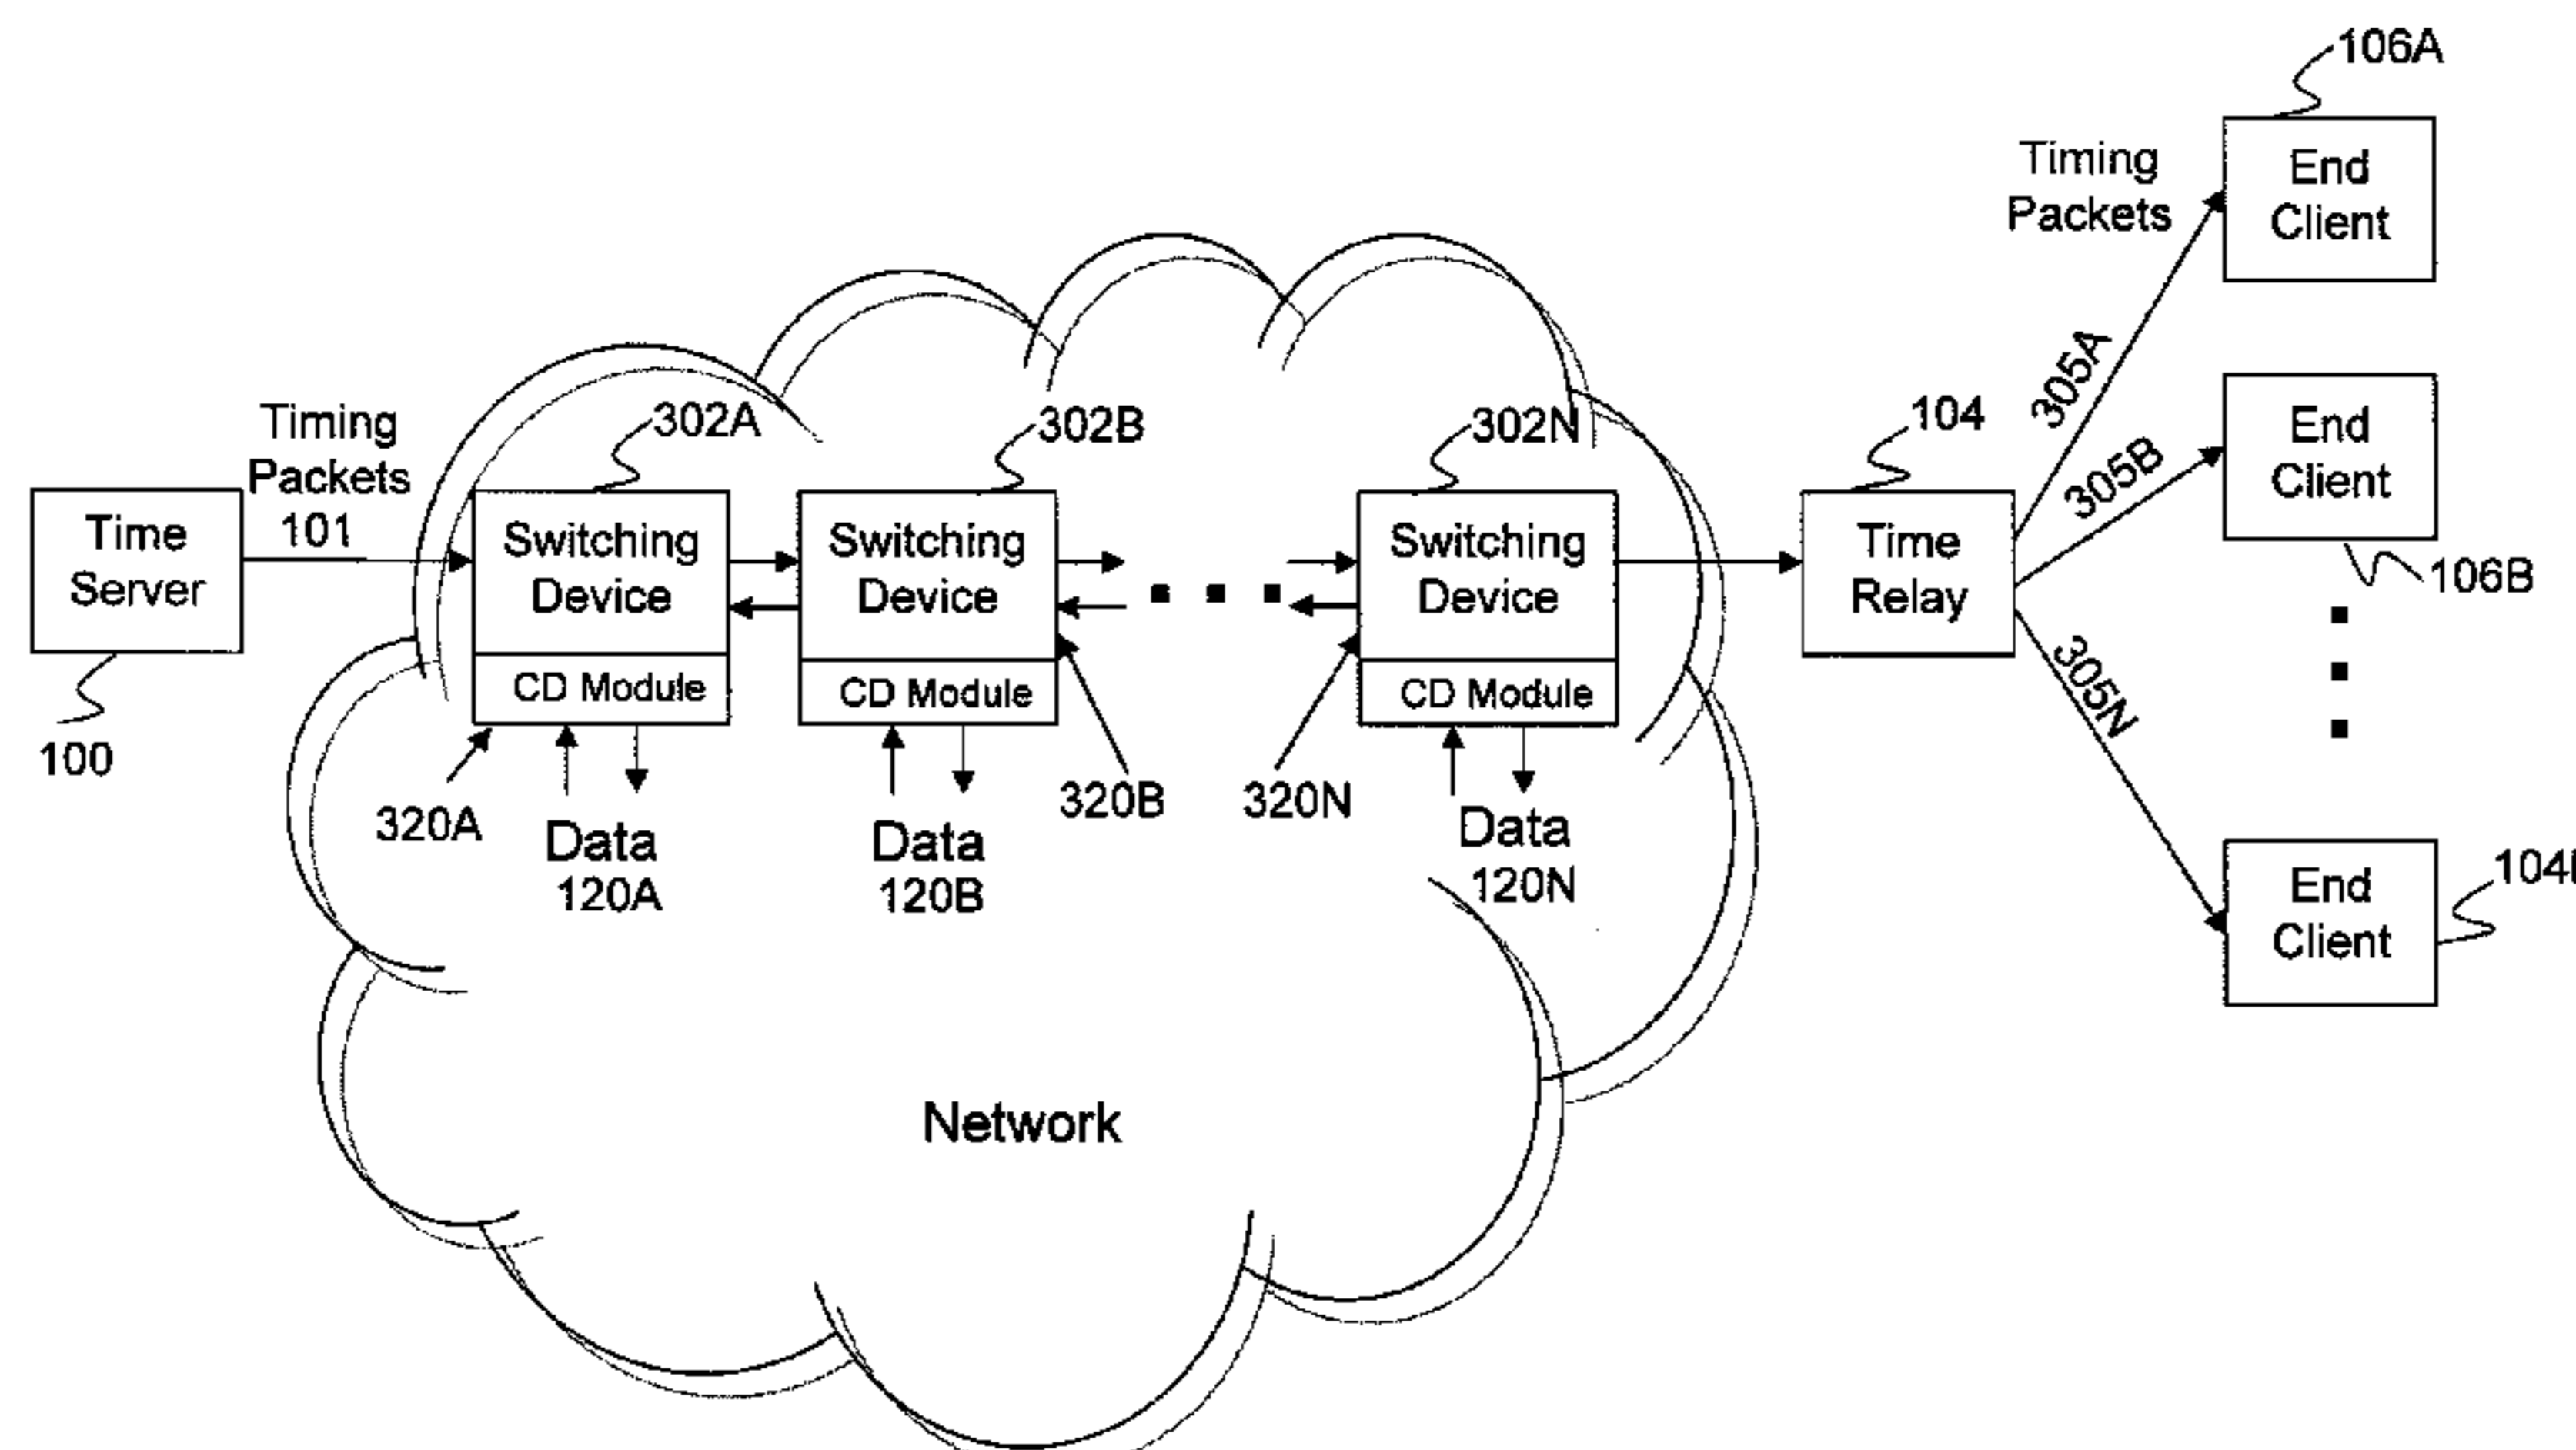 106A
Timing
Packets
End
Client
305A
Timing
Packets
101
302A
302B
302N
104
305B
End
Client
106B
Time
Server
100
Switching
Device
CD Module
Switching
Device
CD Module
Switching
Device
CD Module
Time
Relay
305N
320A
Data
120A
Data
120B
320B
320N
Data
120N
End
Client
Network